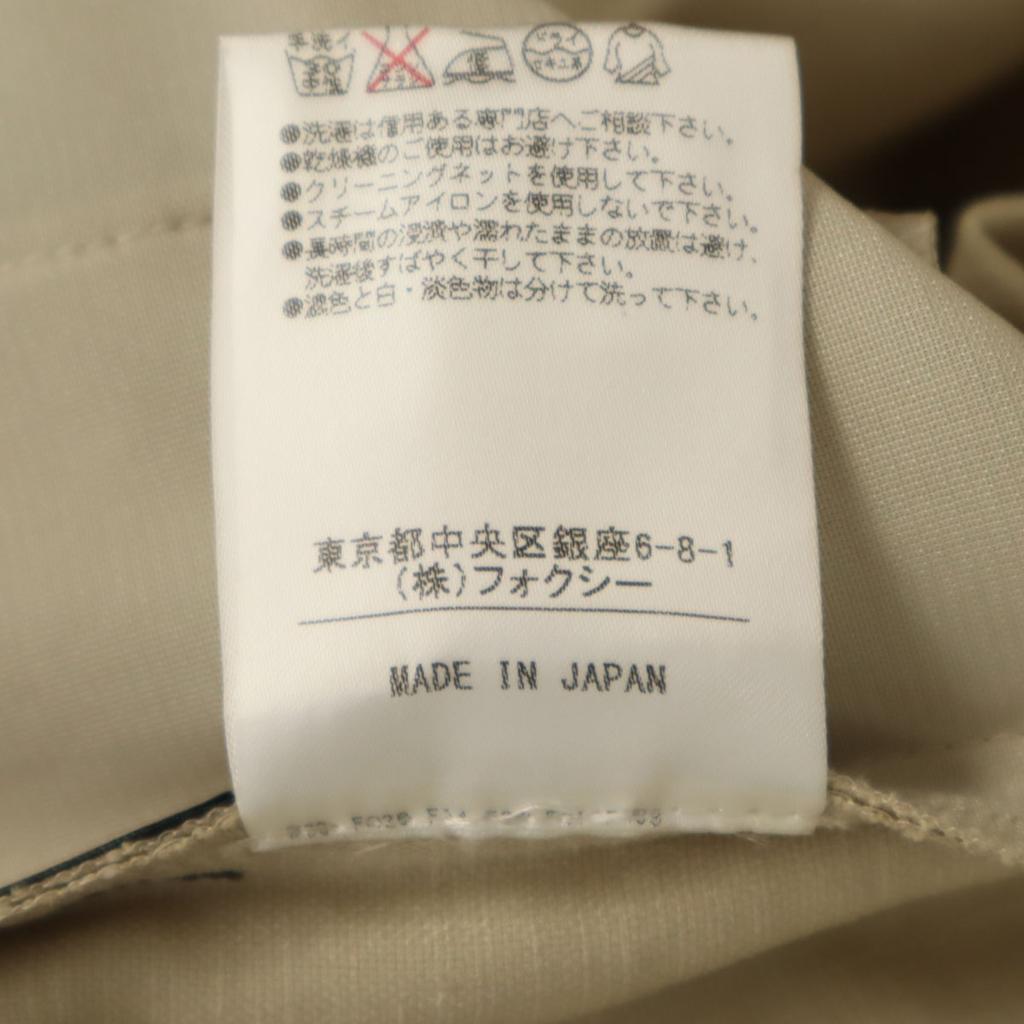 手洗イ
30
低
ドライ
セキユ系
●洗濯は信用ある専門店へご相談下さい。
●乾燥機のご使用はお避け下さい。
●クリーニングネットを使用して下さい。
●スチームアイロンを使用しないで下さい。
●長時間の浸漬や濡れたままの放置は避け、
洗濯後すばやく干して下さい。
●濃色と白・淡色物は分けて洗って下さい。
東京都中央区銀座6-8-1
(株)フォクシー
MADE IN JAPAN